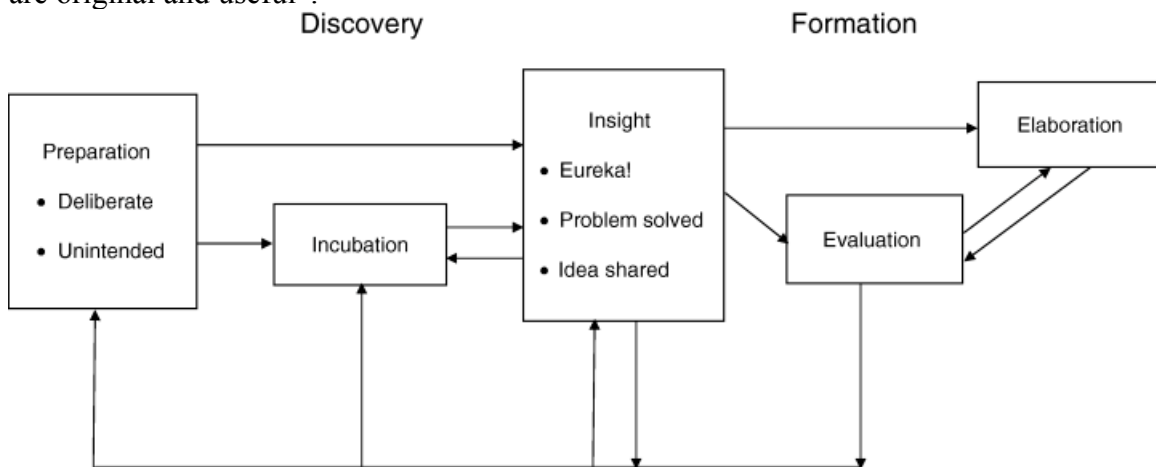 are original and useful".
Discovery
Formation
Preparation
• Deliberate
• Unintended
Incubation
Insight
• Eureka!
• Problem solved
• Idea shared
Evaluation
Elaboration